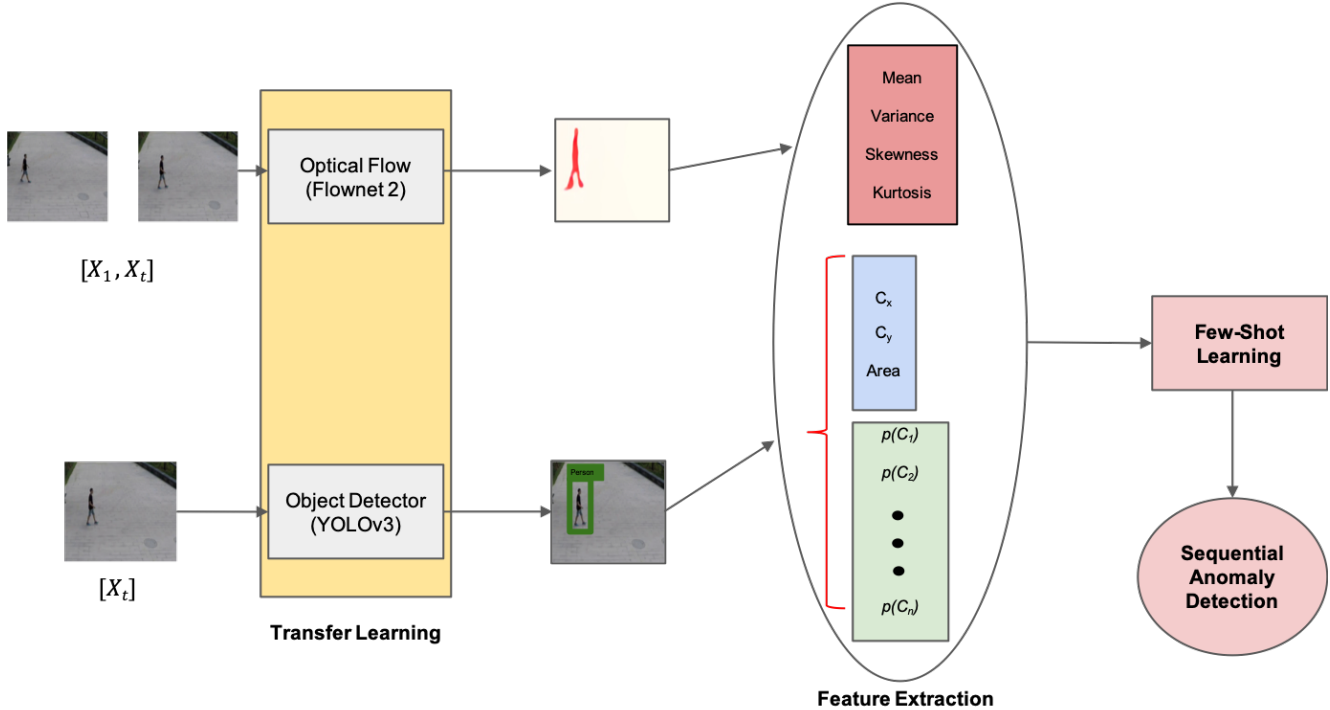 Optical Flow
(Flownet 2)
[X₁, Xₜ]
Object Detector
(YOLOv3)
[Xₜ]
Transfer Learning
Person
Mean
Variance
Skewness
Kurtosis
Cₓ
Cᵧ
Area
p(C₁)
p(C₂)
p(Cₙ)
Feature Extraction
Few-Shot
Learning
Sequential
Anomaly
Detection